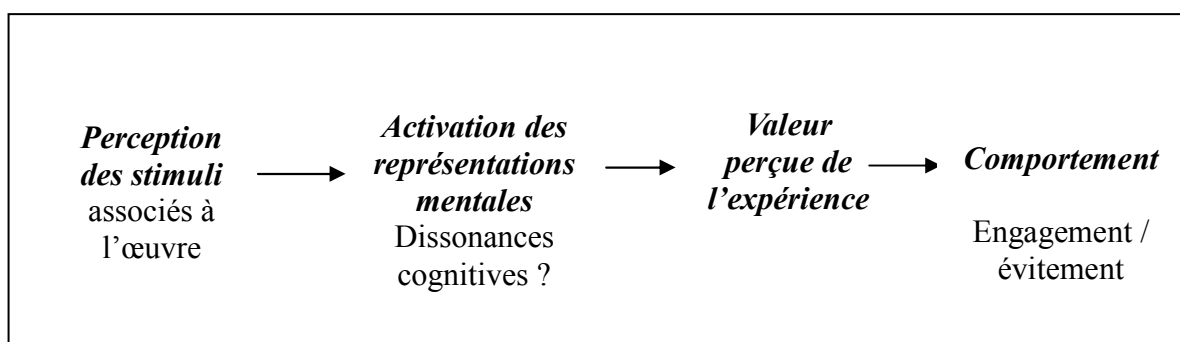 Perception
des stimuli
associés à
l’œuvre
Activation des
représentations
mentales
Dissonances
cognitives ?
Valeur
perçue de
l’expérience
Comportement
Engagement /
évitement